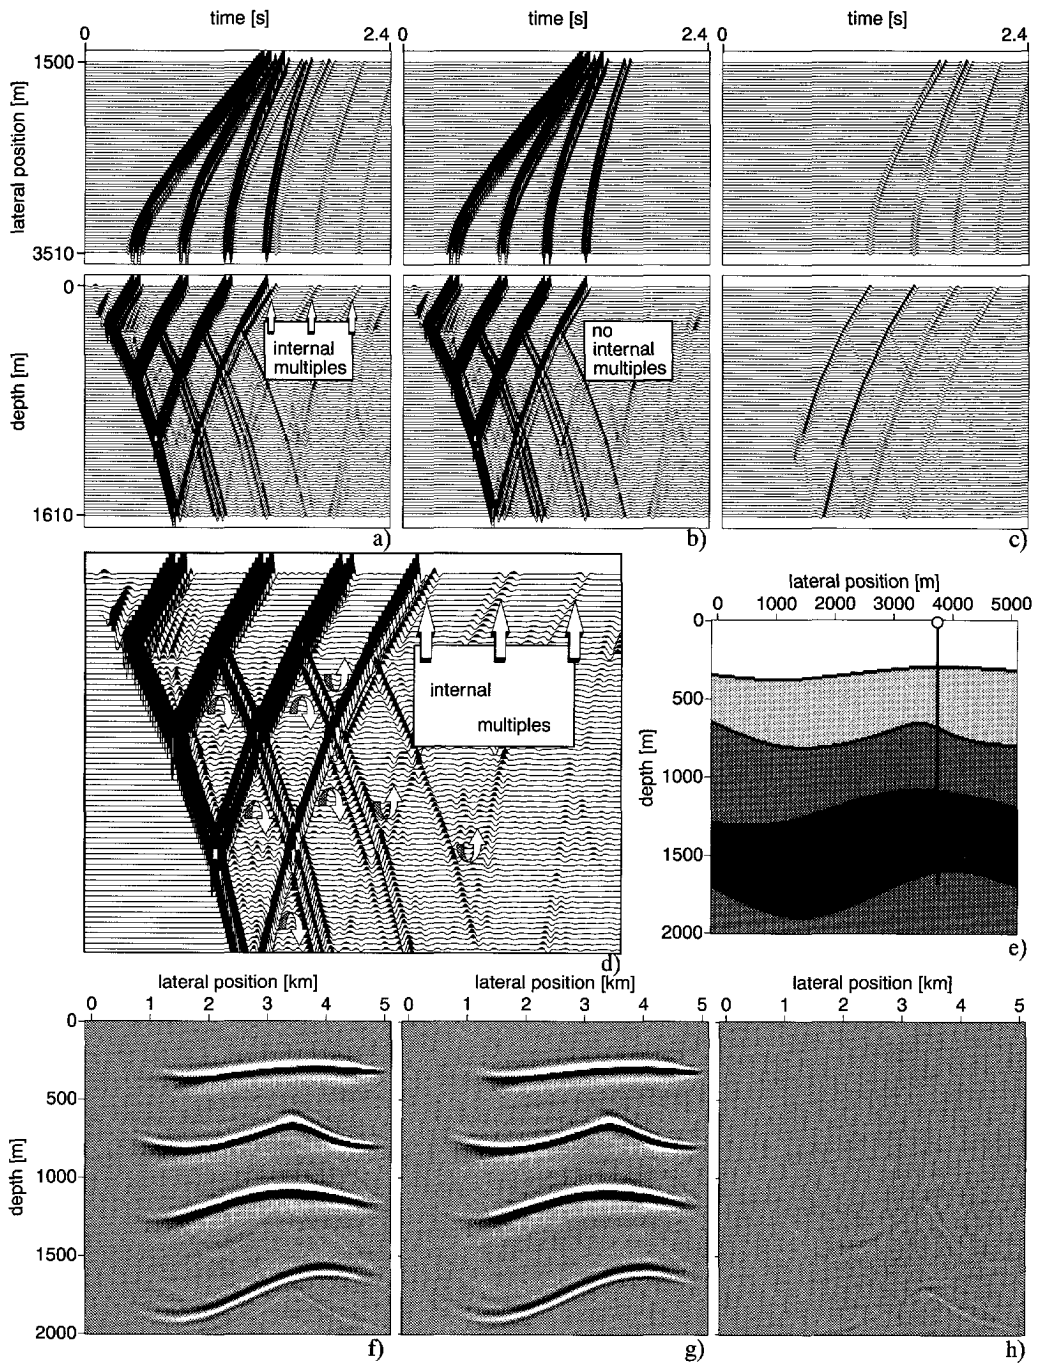 time [s]
time [s]
time [s]
0
2.4
0
2.4
0
2.4
1500
lateral position [m]
3510
0
depth [m]
1610
internal
multiples
no
internal
multiples
a)
b)
c)
internal
multiples
d)
lateral position [m]
0 1000 2000 3000 4000 5000
depth [m]
0
500
1000
1500
2000
e)
lateral position [km]
lateral position [km]
lateral position [km]
0 1 2 3 4 5
0 1 2 3 4 5
0 1 2 3 4 5
depth [m]
0
500
1000
1500
2000
f)
g)
h)